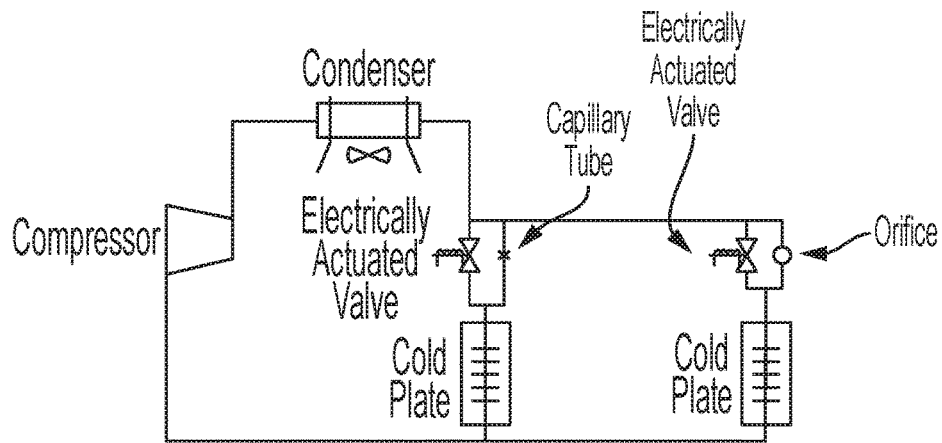 Condenser
Electrically
Actuated
Valve
Capillary
Tube
Compressor
Electrically
Actuated
Valve
Orifice
Cold
Plate
Cold
Plate